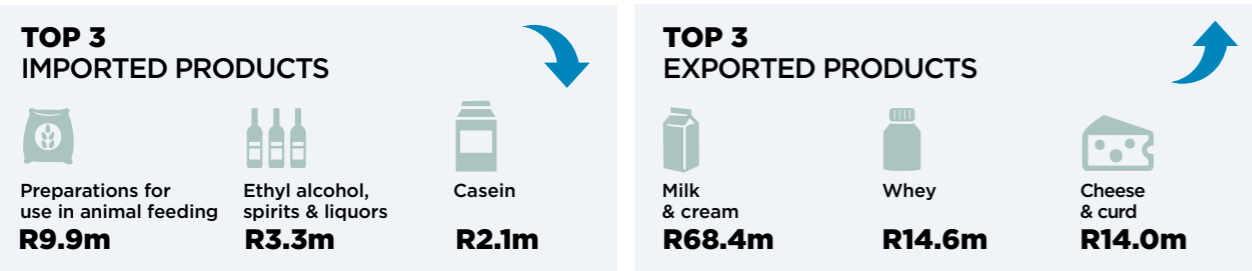 TOP 3
IMPORTED PRODUCTS
Preparations for
use in animal feeding
R9.9m
Ethyl alcohol,
spirits & liquors
R3.3m
Casein
R2.1m
TOP 3
EXPORTED PRODUCTS
Milk
& cream
R68.4m
Whey
R14.6m
Cheese
& curd
R14.0m